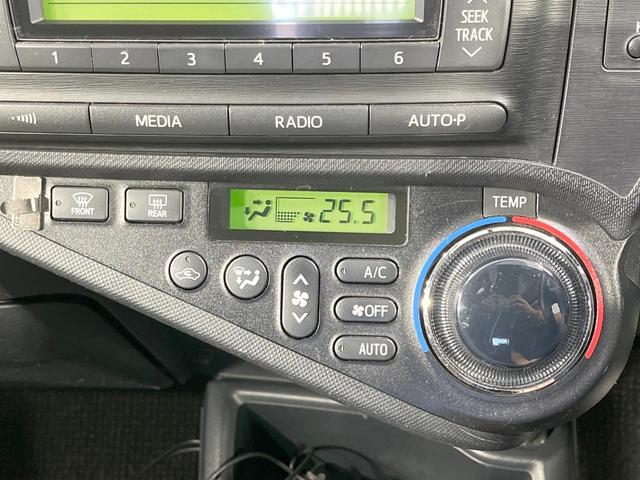 SEEK
TRACK
1 2 3 4 5 6
MEDIA RADIO AUTO·P
FRONT REAR 25.5 TEMP
A/C
OFF
AUTO